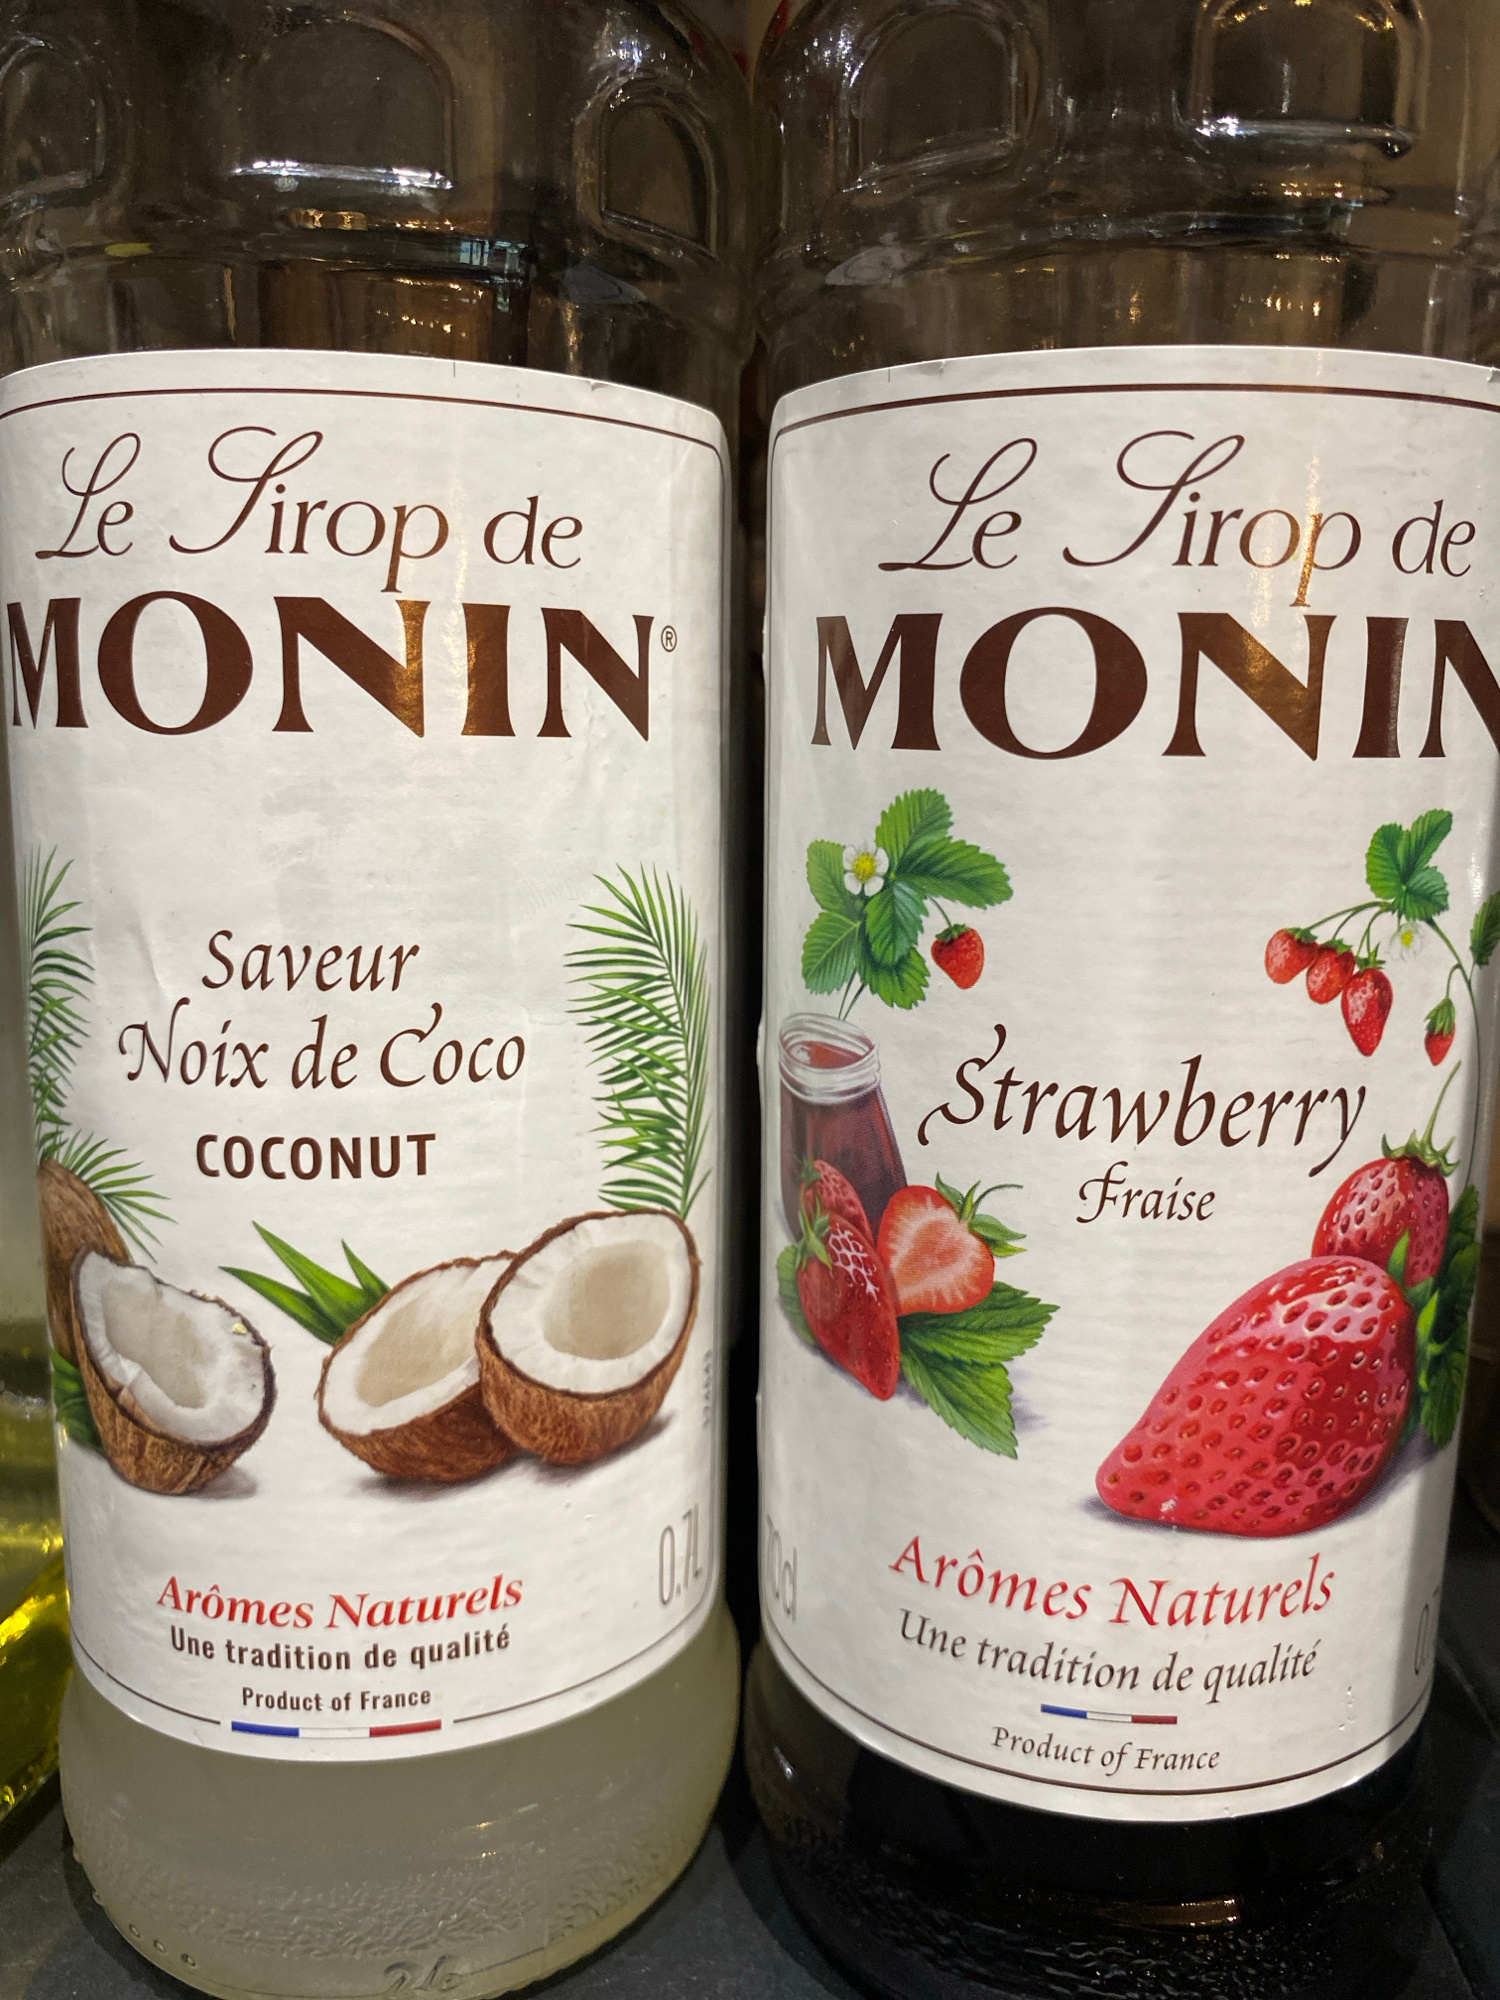 Le Sirop de
MONIN®
Saveur
Noix de Coco
COCONUT
0.7L
Arômes Naturels
Une tradition de qualité
Product of France
Le Sirop de
MONIN
Strawberry
Fraise
70cl
Arômes Naturels
Une tradition de qualité
Product of France